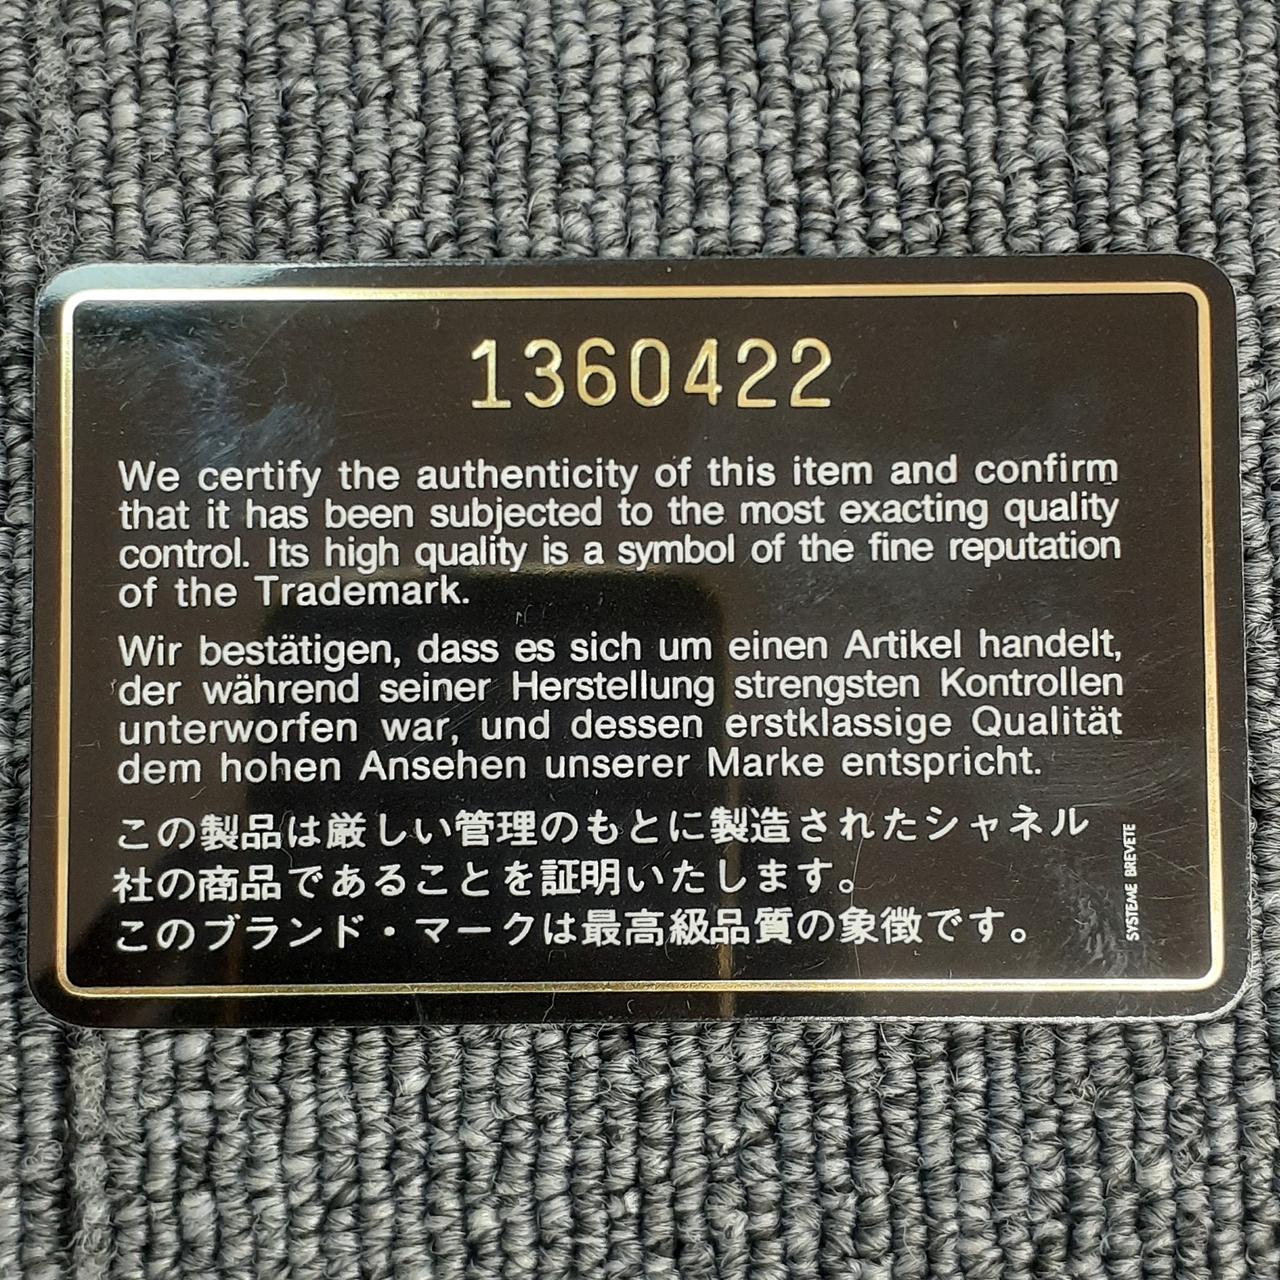 1360422
We certify the authenticity of this item and confirm
that it has been subjected to the most exacting quality
control. Its high quality is a symbol of the fine reputation
of the Trademark.
Wir bestätigen, dass es sich um einen Artikel handelt,
der während seiner Herstellung strengsten Kontrollen
unterworfen war, und dessen erstklassige Qualität
dem hohen Ansehen unserer Marke entspricht.
この製品は厳しい管理のもとに製造されたシャネル
社の商品であることを証明いたします。
このブランド・マークは最高級品質の象徴です。
SYSTEME BREVETE